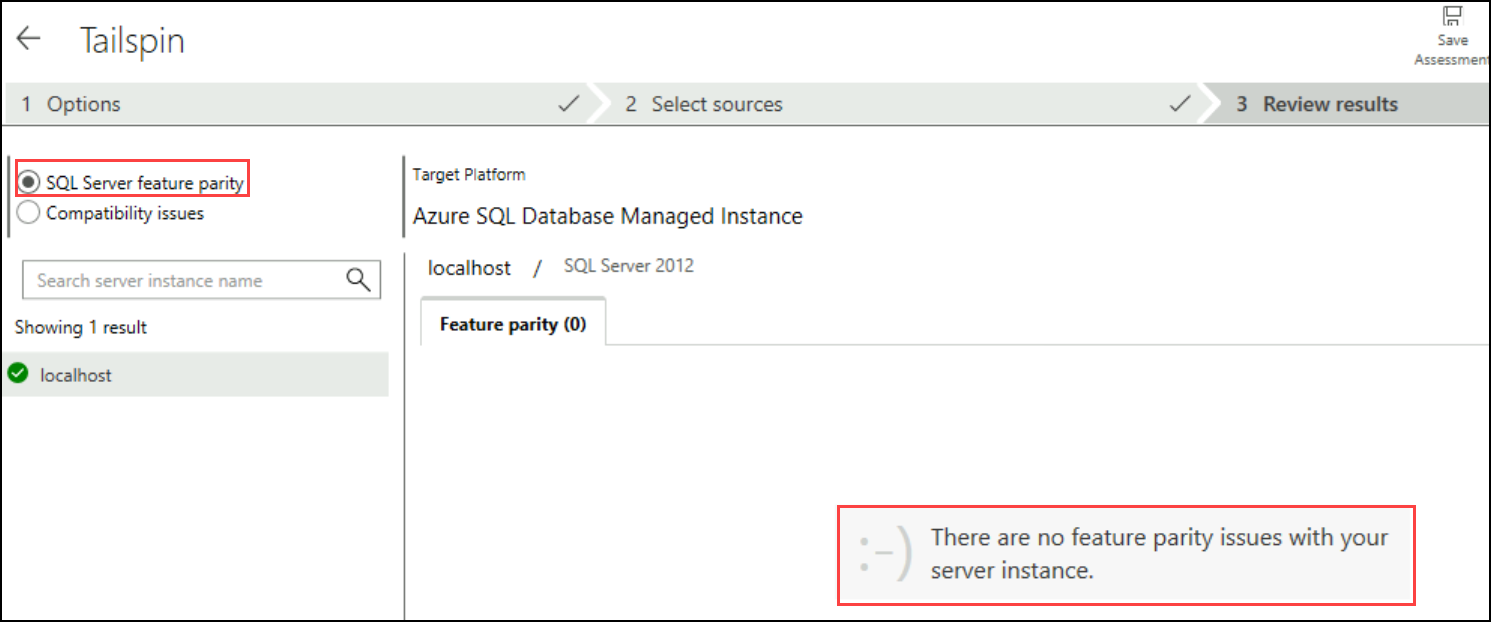 Tailspin
Save
Assessment
1 Options
2 Select sources
3 Review results
SQL Server feature parity
Compatibility issues
Search server instance name
Showing 1 result
localhost
Target Platform
Azure SQL Database Managed Instance
localhost / SQL Server 2012
Feature parity (0)
:-)
There are no feature parity issues with your
server instance.